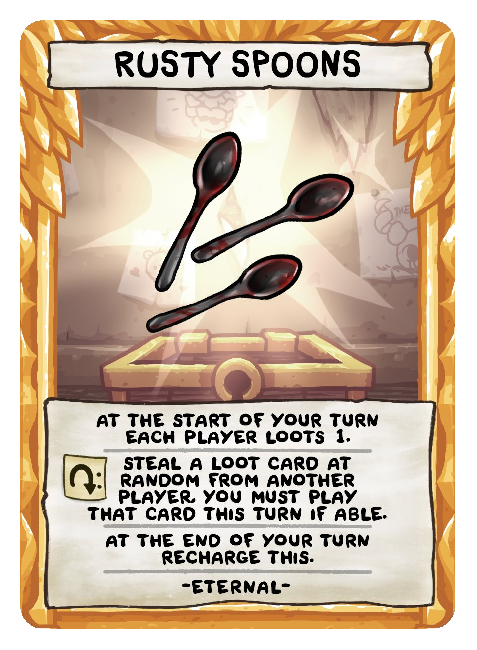 RUSTY SPOONS
AT THE START OF YOUR TURN
EACH PLAYER LOOTS 1.
STEAL A LOOT CARD AT
RANDOM FROM ANOTHER
PLAYER. YOU MUST PLAY
THAT CARD THIS TURN IF ABLE.
AT THE END OF YOUR TURN
RECHARGE THIS.
-ETERNAL-